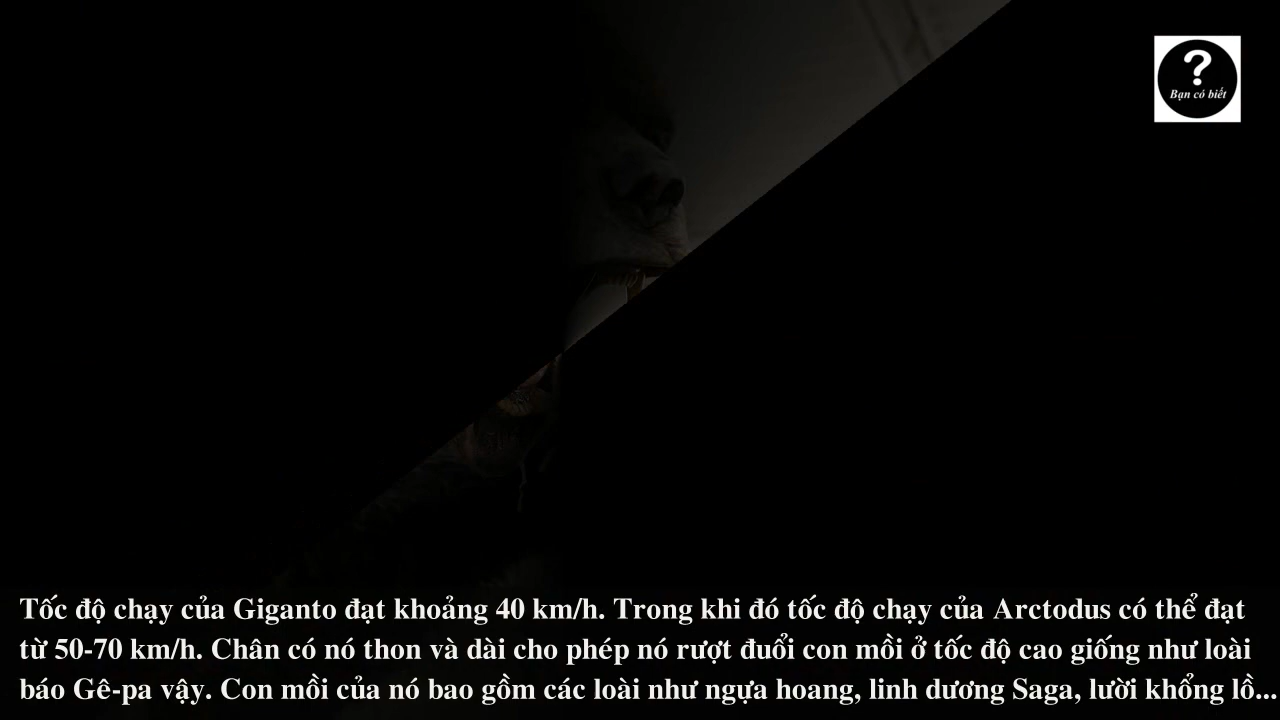 ?
Bạn có biết
Tốc độ chạy của Giganto đạt khoảng 40 km/h. Trong khi đó tốc độ chạy của Arctodus có thể đạt
từ 50-70 km/h. Chân có nó thon và dài cho phép nó rượt đuổi con mồi ở tốc độ cao giống như loài
báo Gê-pa vậy. Con mồi của nó bao gồm các loài như ngựa hoang, linh dương Saga, lười khổng lồ...